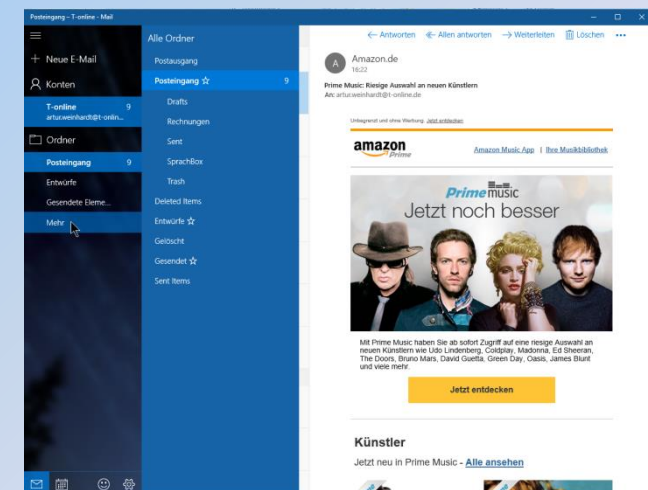 Posteingang – T-online - Mail
Neue E-Mail
Konten
T-online 9
artur.weinhardt@t-onlin...
Ordner
Posteingang 9
Entwürfe
Gesendete Eleme...
Mehr
Alle Ordner
Postausgang
Posteingang 9
Drafts
Rechnungen
Sent
SprachBox
Trash
Deleted Items
Entwürfe
Gelöscht
Gesendet
Sent Items
Antworten Allen antworten Weiterleiten Löschen
A
Amazon.de
16:22
Prime Music: Riesige Auswahl an neuen Künstlern
An: artur.weinhardt@t-online.de
Unbegrenzt und ohne Werbung. Jetzt entdecken
amazon
Prime
Amazon Music App | Ihre Musikbibliothek
Prime music
Jetzt noch besser
Mit Prime Music haben Sie ab sofort Zugriff auf eine riesige Auswahl an
neuen Künstlern wie Udo Lindenberg, Coldplay, Madonna, Ed Sheeran,
The Doors, Bruno Mars, David Guetta, Green Day, Oasis, James Blunt
und viele mehr.
Jetzt entdecken
Künstler
Jetzt neu in Prime Music - Alle ansehen